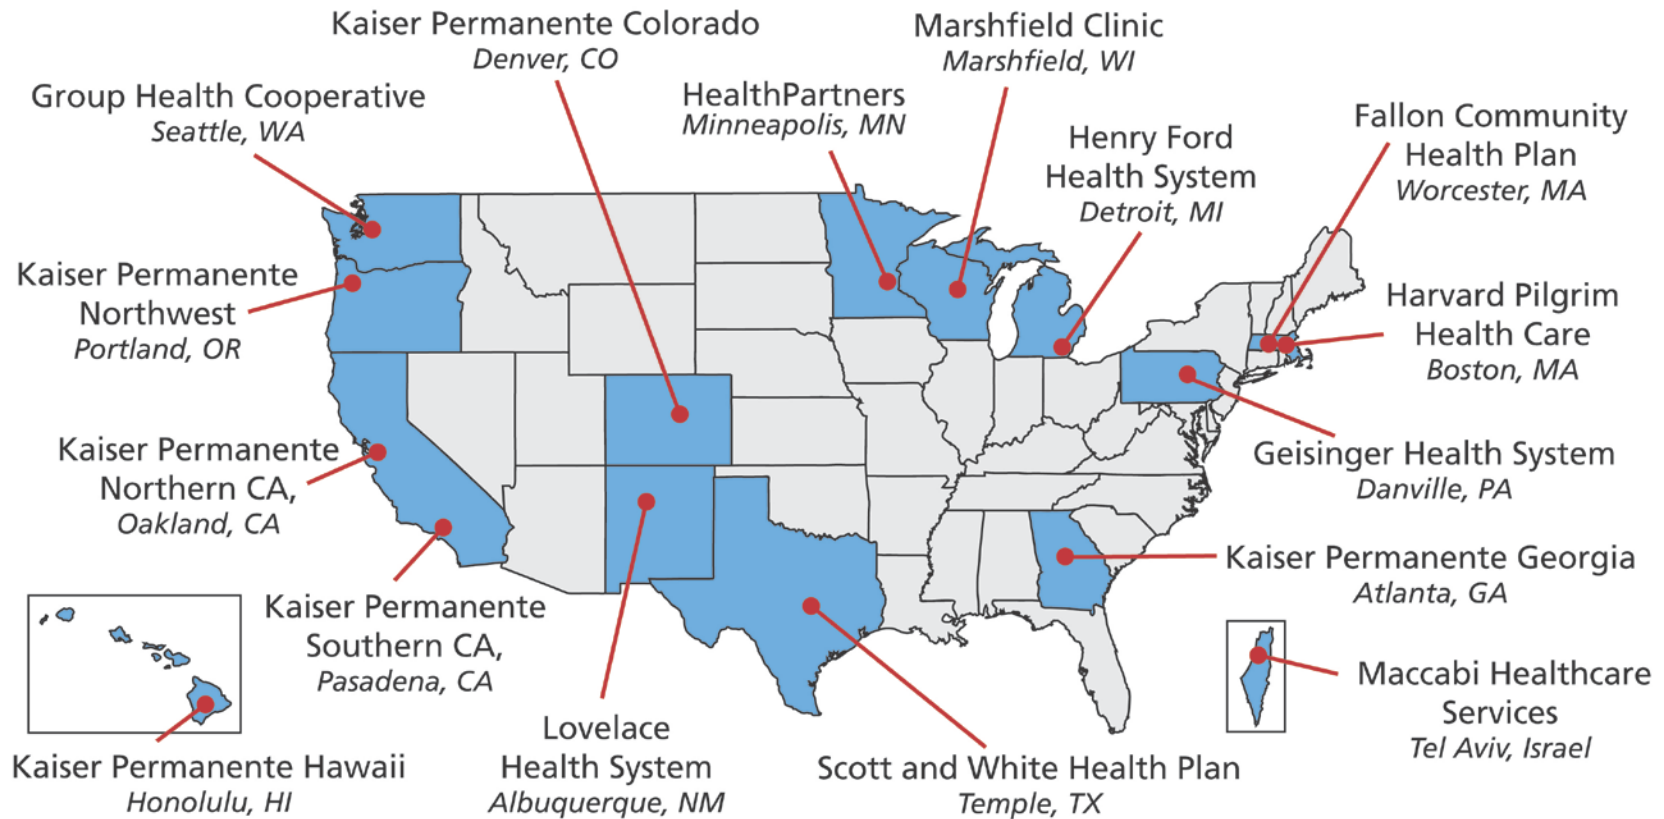 Kaiser Permanente Colorado
Denver, CO
Marshfield Clinic
Marshfield, WI
Group Health Cooperative
Seattle, WA
HealthPartners
Minneapolis, MN
Henry Ford
Health System
Detroit, MI
Fallon Community
Health Plan
Worcester, MA
Kaiser Permanente
Northwest
Portland, OR
Harvard Pilgrim
Health Care
Boston, MA
Kaiser Permanente
Northern CA,
Oakland, CA
Geisinger Health System
Danville, PA
Kaiser Permanente Georgia
Atlanta, GA
Kaiser Permanente
Southern CA,
Pasadena, CA
Maccabi Healthcare
Services
Tel Aviv, Israel
Kaiser Permanente Hawaii
Honolulu, HI
Lovelace
Health System
Albuquerque, NM
Scott and White Health Plan
Temple, TX